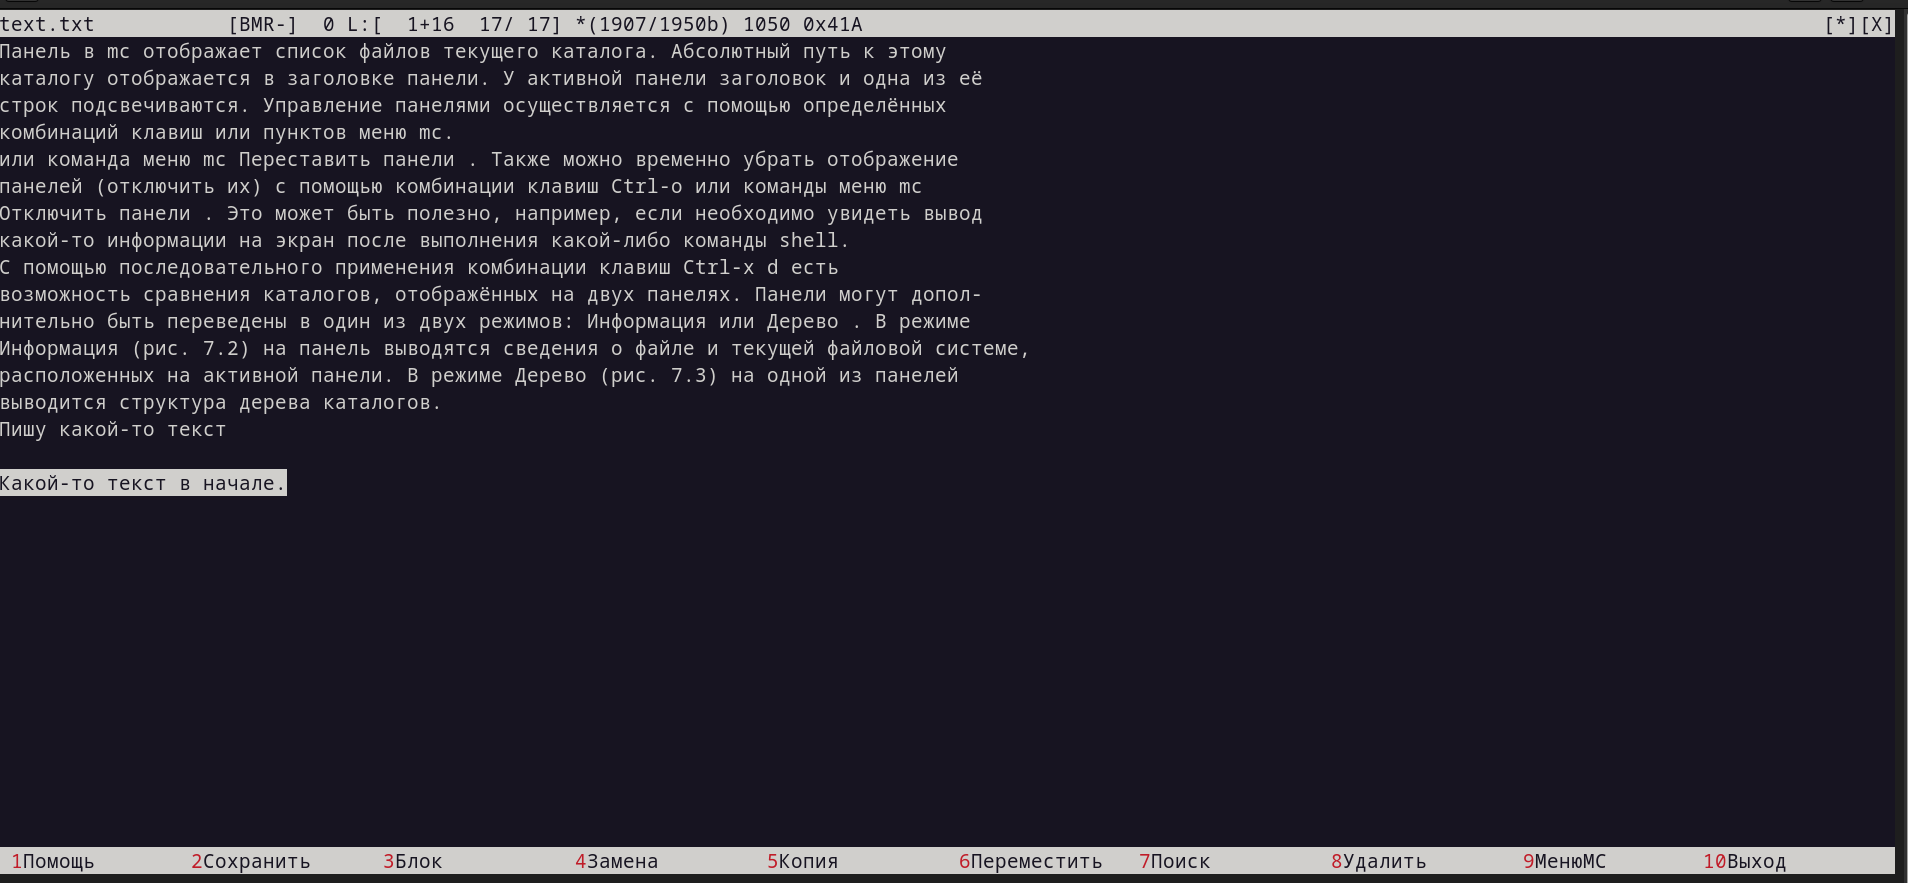 text.txt [BMR-] 0 L:[ 1+16 17/ 17] *(1907/1950b) 1050 0x41A [*][X]
Панель в mc отображает список файлов текущего каталога. Абсолютный путь к этому
каталогу отображается в заголовке панели. У активной панели заголовок и одна из её
строк подсвечиваются. Управление панелями осуществляется с помощью определённых
комбинаций клавиш или пунктов меню mc.
или команда меню mc Переставить панели . Также можно временно убрать отображение
панелей (отключить их) с помощью комбинации клавиш Ctrl-o или команды меню mc
Отключить панели . Это может быть полезно, например, если необходимо увидеть вывод
какой-то информации на экран после выполнения какой-либо команды shell.
С помощью последовательного применения комбинации клавиш Ctrl-x d есть
возможность сравнения каталогов, отображённых на двух панелях. Панели могут допол-
нительно быть переведены в один из двух режимов: Информация или Дерево . В режиме
Информация (рис. 7.2) на панель выводятся сведения о файле и текущей файловой системе,
расположенных на активной панели. В режиме Дерево (рис. 7.3) на одной из панелей
выводится структура дерева каталогов.
Пишу какой-то текст
Какой-то текст в начале.
1Помощь 2Сохранить 3Блок 4Замена 5Копия 6Переместить 7Поиск 8Удалить 9МенюМС 10Выход